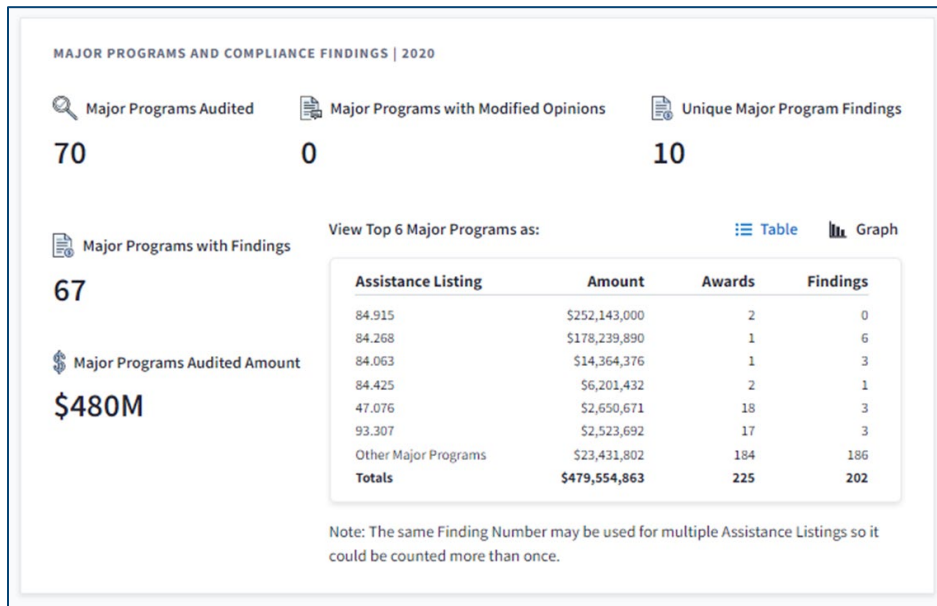 MAJOR PROGRAMS AND COMPLIANCE FINDINGS | 2020
Major Programs Audited
70
Major Programs with Modified Opinions
0
Unique Major Program Findings
10
Major Programs with Findings
67
Major Programs Audited Amount
$480M
View Top 6 Major Programs as: Table Graph
Assistance Listing Amount Awards Findings
84.915 $252,143,000 2 0
84.268 $178,239,890 1 6
84.063 $14,364,376 1 3
84.425 $6,201,432 2 1
47.076 $2,650,671 18 3
93.307 $2,523,692 17 3
Other Major Programs $23,431,802 184 186
Totals $479,554,863 225 202
Note: The same Finding Number may be used for multiple Assistance Listings so it
could be counted more than once.